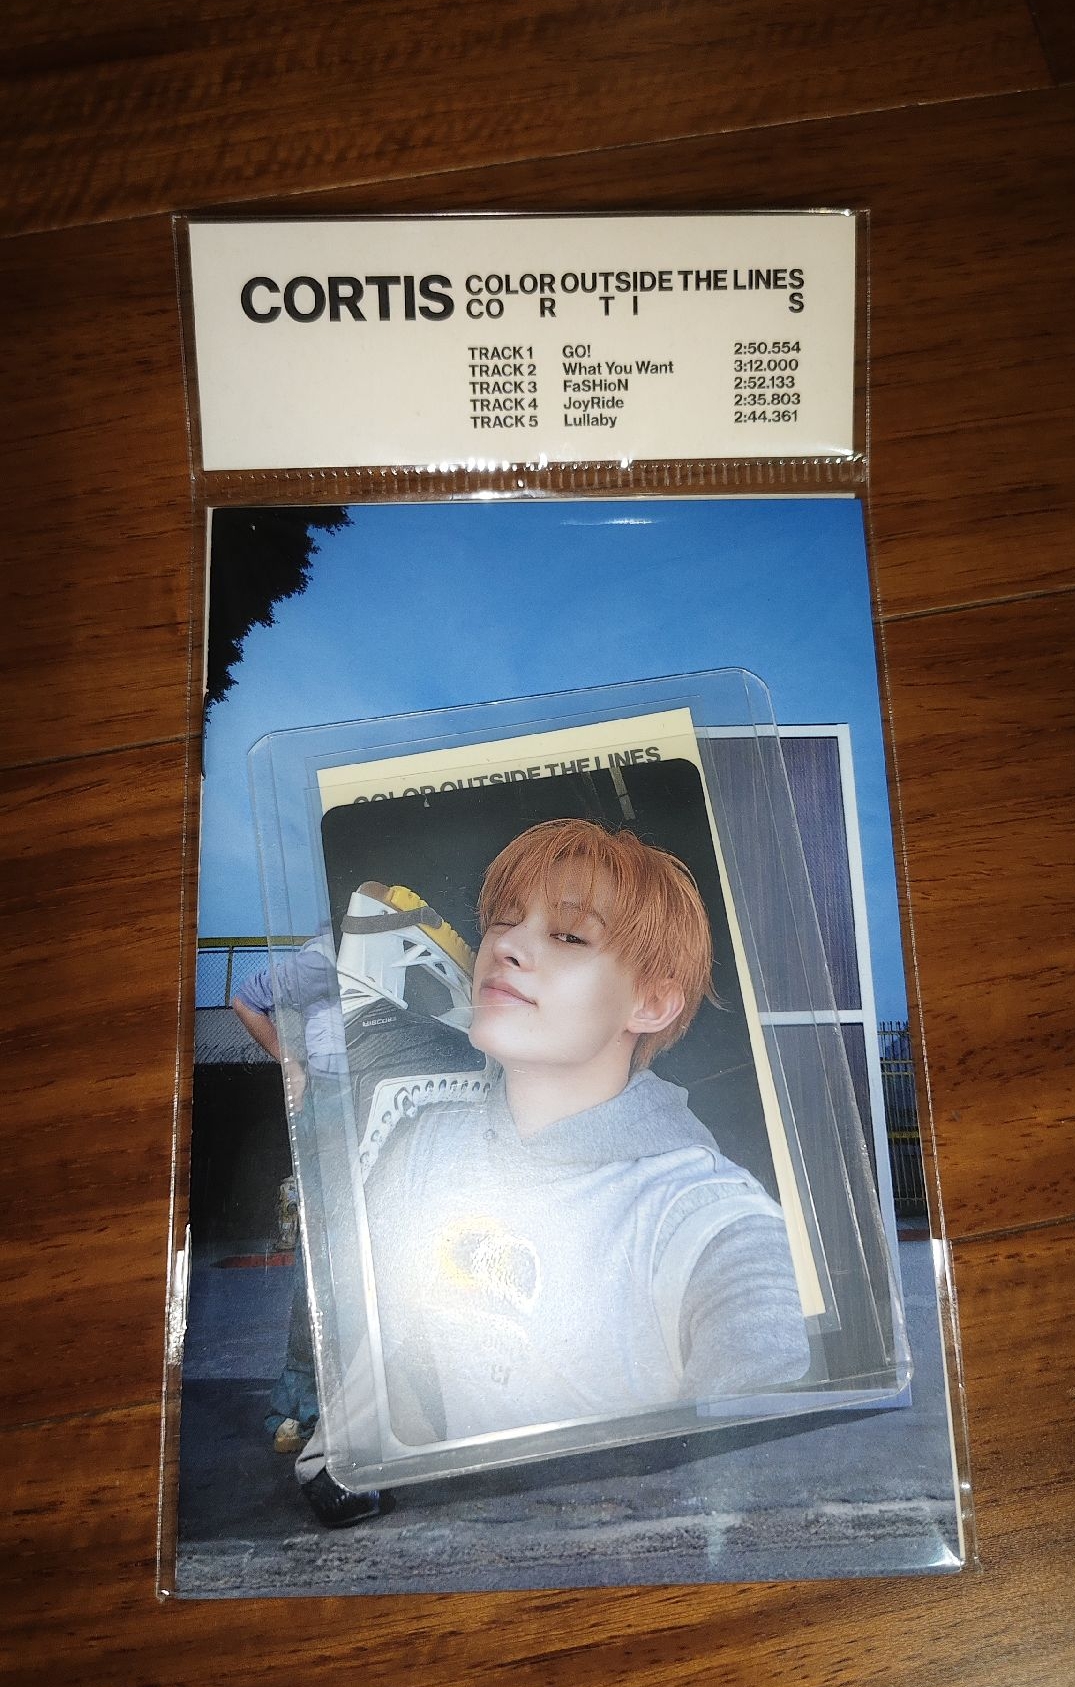 CORTIS COLOR OUTSIDE THE LINES
CO R T I S
TRACK 1 GO! 2:50.554
TRACK 2 What You Want 3:12.000
TRACK 3 FaSHioN 2:52.133
TRACK 4 JoyRide 2:35.803
TRACK 5 Lullaby 2:44.361
COLOR OUTSIDE THE LINES